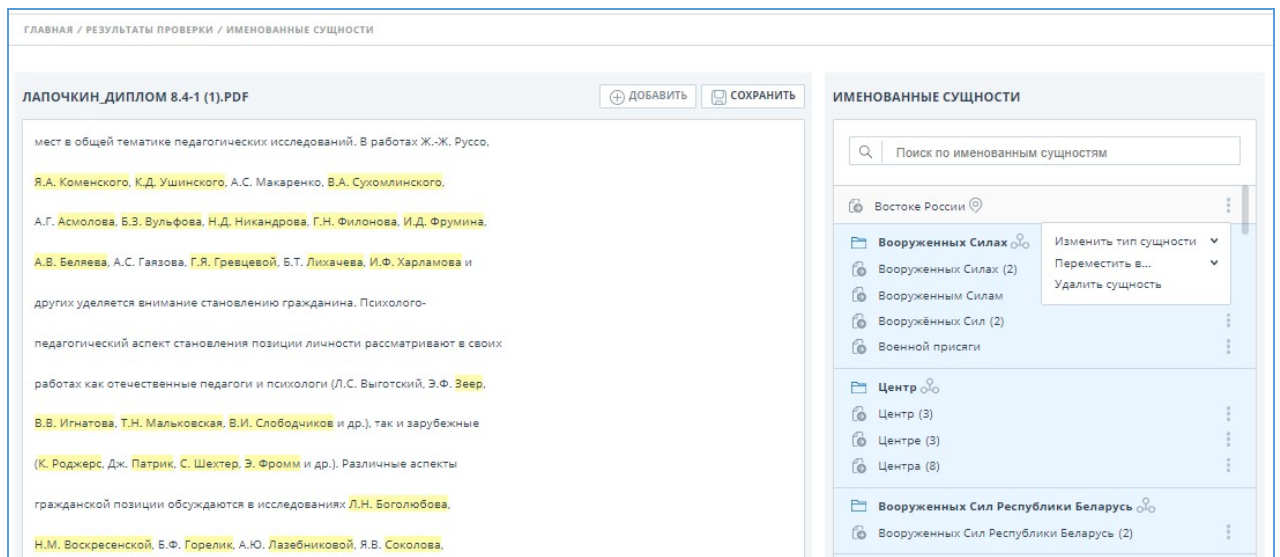 ГЛАВНАЯ / РЕЗУЛЬТАТЫ ПРОВЕРКИ / ИМЕНОВАННЫЕ СУЩНОСТИ
ЛАПОЧКИН_ДИПЛОМ 8.4-1 (1).PDF
ДОБАВИТЬ
СОХРАНИТЬ
мест в общей тематике педагогических исследований. В работах Ж.-Ж. Руссо,
Я.А. Коменского, К.Д. Ушинского, А.С. Макаренко, В.А. Сухомлинского,
А.Г. Асмолова, Б.З. Вульфова, Н.Д. Никандрова, Г.Н. Филонова, И.Д. Фрумина,
А.В. Беляева, А.С. Гаязова, Г.Я. Гревцевой, Б.Т. Лихачева, И.Ф. Харламова и
других уделяется внимание становлению гражданина. Психолого-
педагогический аспект становления позиции личности рассматривают в своих
работах как отечественные педагоги и психологи (Л.С. Выготский, Э.Ф. Зеер,
В.В. Игнатова, Т.Н. Мальковская, В.И. Слободчиков и др.), так и зарубежные
(К. Роджерс, Дж. Патрик, С. Шехтер, Э. Фромм и др.). Различные аспекты
гражданской позиции обсуждаются в исследованиях Л.Н. Боголюбова,
Н.М. Воскресенской, Б.Ф. Горелик, А.Ю. Лазебниковой, Я.В. Соколова,
ИМЕНОВАННЫЕ СУЩНОСТИ
Поиск по именованным сущностям
Востоке России
Вооруженных Силах
Вооруженных Силах (2)
Вооруженным Силам
Вооружённых Сил (2)
Военной присяги
Изменить тип сущности
Переместить в...
Удалить сущность
Центр
Центр (3)
Центре (3)
Центра (8)
Вооруженных Сил Республики Беларусь
Вооруженных Сил Республики Беларусь (2)